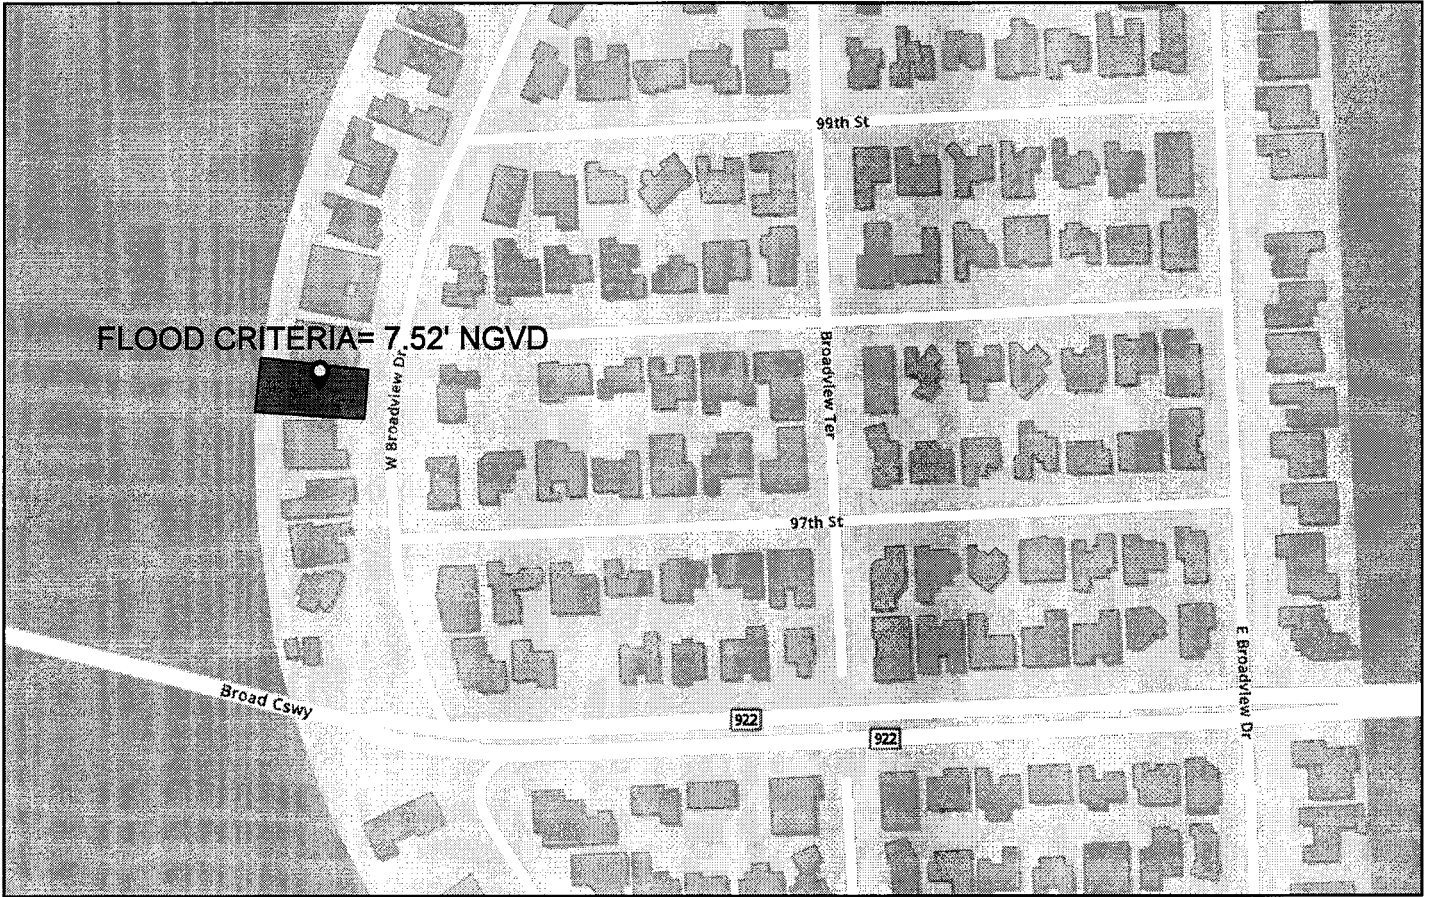 99th St
FLOOD CRITERIA= 7.52' NGVD
W Broadview Dr
Broadview Ter
97th St
E Broadview Dr
Broad Cswy
922
922